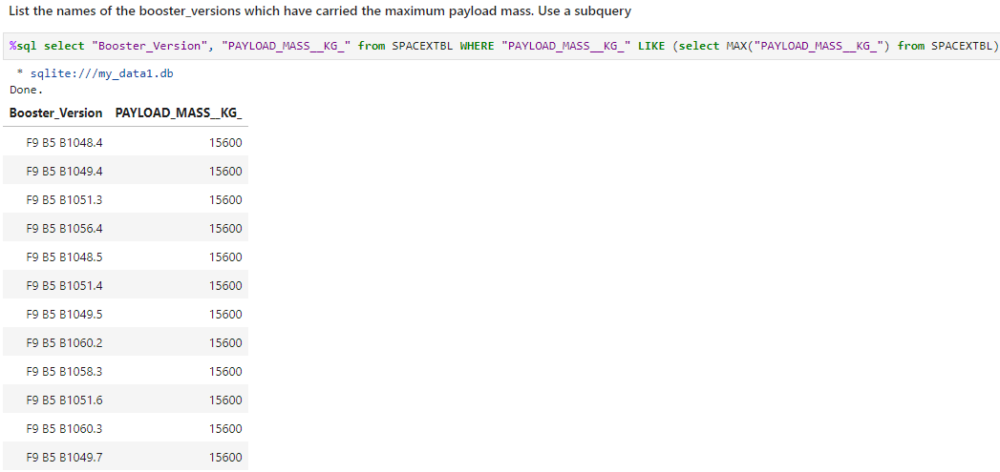 List the names of the booster_versions which have carried the maximum payload mass. Use a subquery
%sql select "Booster_Version", "PAYLOAD_MASS__KG_" from SPACEXTBL WHERE "PAYLOAD_MASS__KG_" LIKE (select MAX("PAYLOAD_MASS__KG_") from SPACEXTBL)
* sqlite:///my_data1.db
Done.
Booster_Version PAYLOAD_MASS__KG_
F9 B5 B1048.4 15600
F9 B5 B1049.4 15600
F9 B5 B1051.3 15600
F9 B5 B1056.4 15600
F9 B5 B1048.5 15600
F9 B5 B1051.4 15600
F9 B5 B1049.5 15600
F9 B5 B1060.2 15600
F9 B5 B1058.3 15600
F9 B5 B1051.6 15600
F9 B5 B1060.3 15600
F9 B5 B1049.7 15600